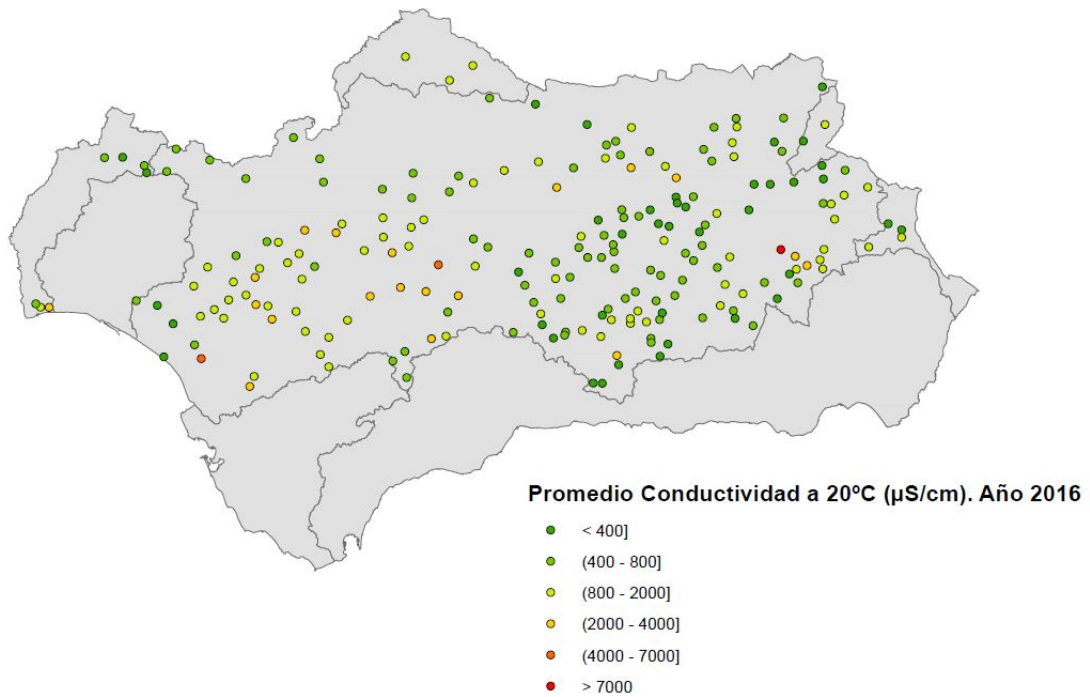 Promedio Conductividad a 20ºC (µS/cm). Año 2016
< 400]
(400 - 800]
(800 - 2000]
(2000 - 4000]
(4000 - 7000]
> 7000